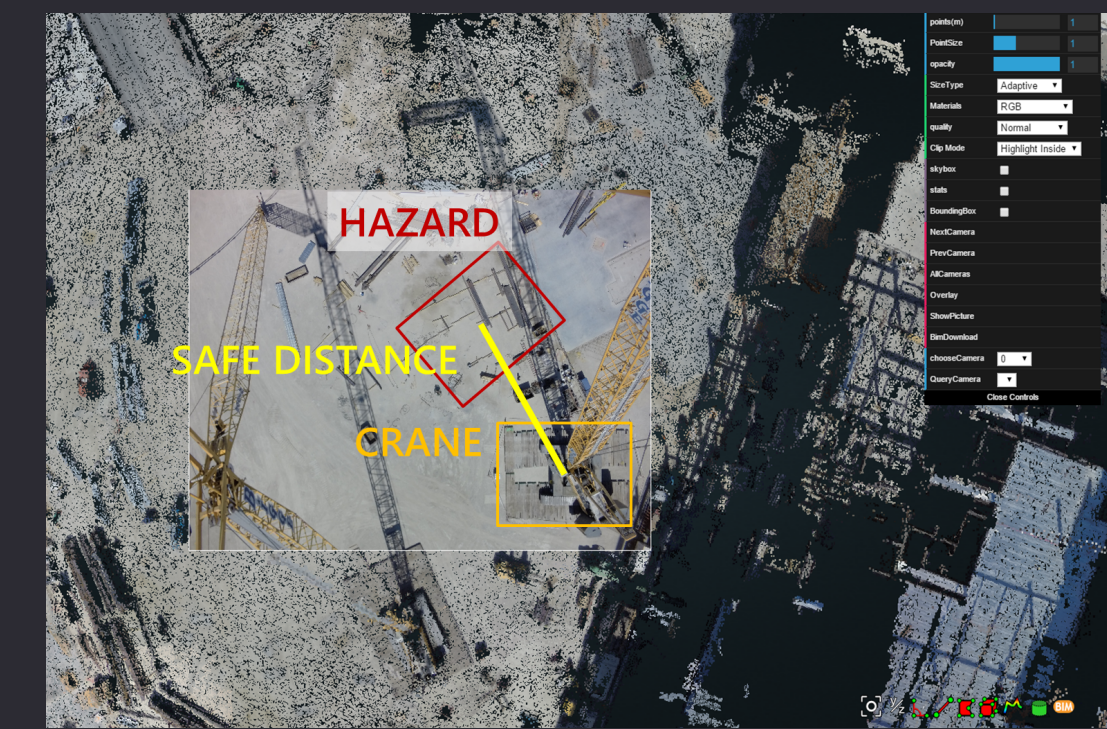 points(m) 1
PointSize 1
opacity 1
SizeType Adaptive
Materials RGB
quality Normal
Clip Mode Highlight Inside
skybox
stats
BoundingBox
NextCamera
PrevCamera
AllCameras
Overlay
ShowPicture
BimDownload
chooseCamera 0
QueryCamera
Close Controls
HAZARD
SAFE DISTANCE
CRANE
BIM